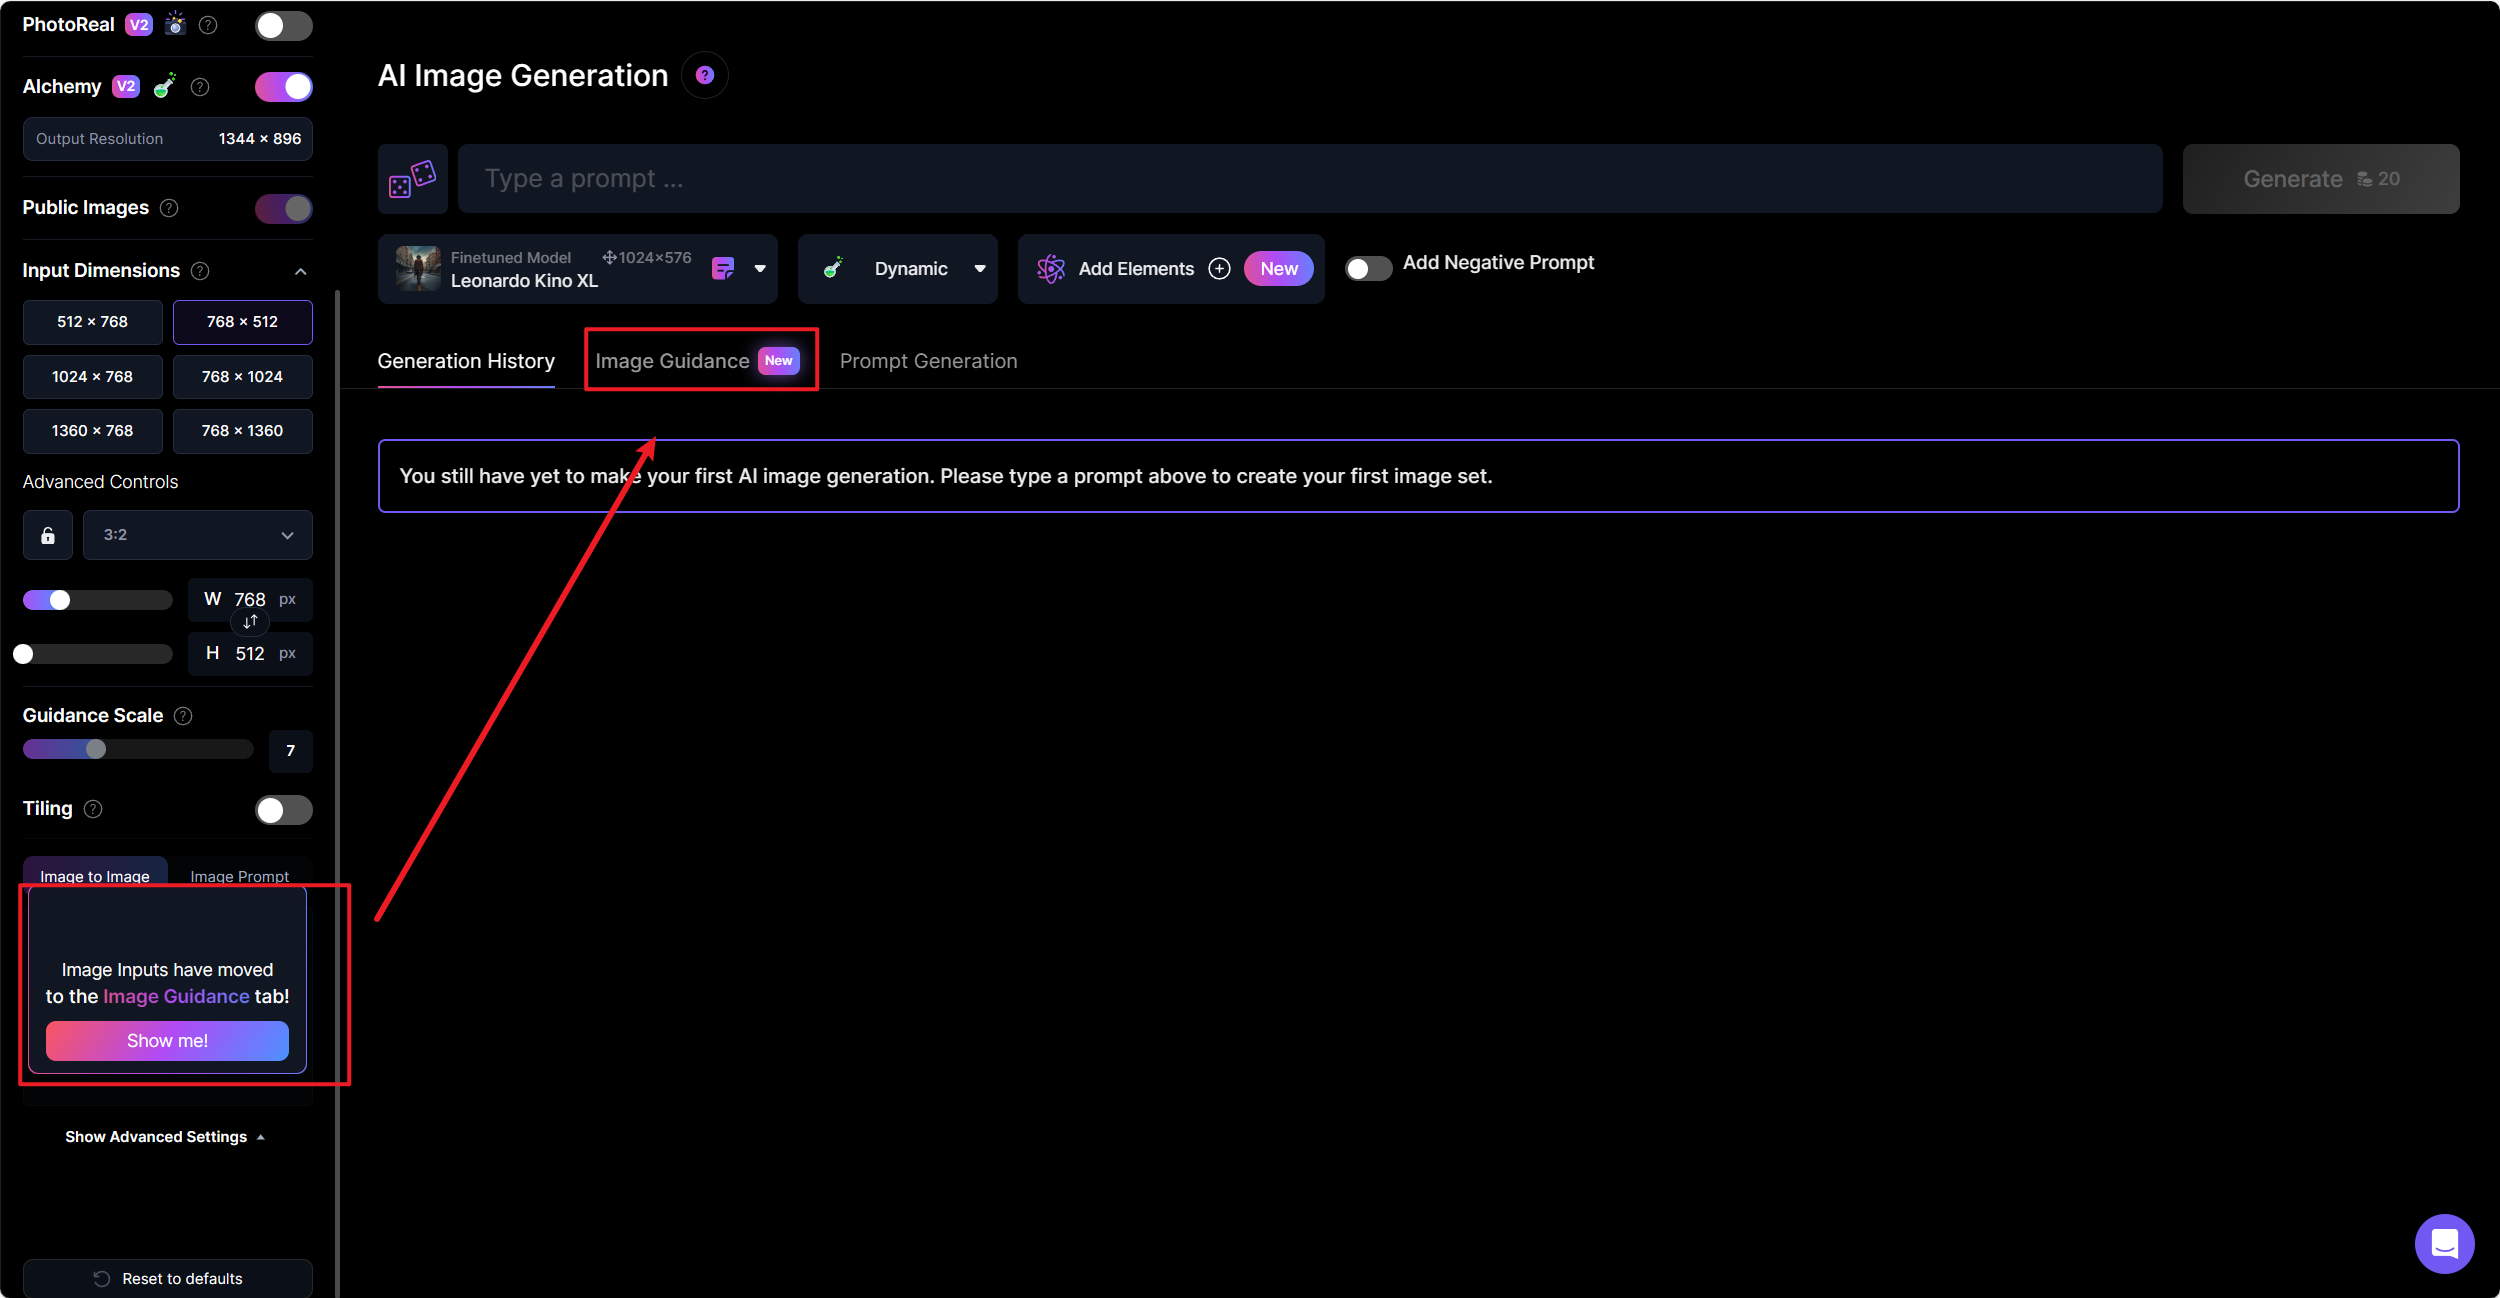 PhotoReal V2
Alchemy V2
Output Resolution 1344 × 896
Public Images
Input Dimensions
512 × 768
768 × 512
1024 × 768
768 × 1024
1360 × 768
768 × 1360
Advanced Controls
3:2
W 768 px
H 512 px
Guidance Scale
7
Tiling
Image to Image
Image Prompt
Image Inputs have moved
to the Image Guidance tab!
Show me!
Show Advanced Settings
Reset to defaults
AI Image Generation
Type a prompt ...
Generate 20
Finetuned Model 1024×576
Leonardo Kino XL
Dynamic
Add Elements New
Add Negative Prompt
Generation History
Image Guidance New
Prompt Generation
You still have yet to make your first AI image generation. Please type a prompt above to create your first image set.